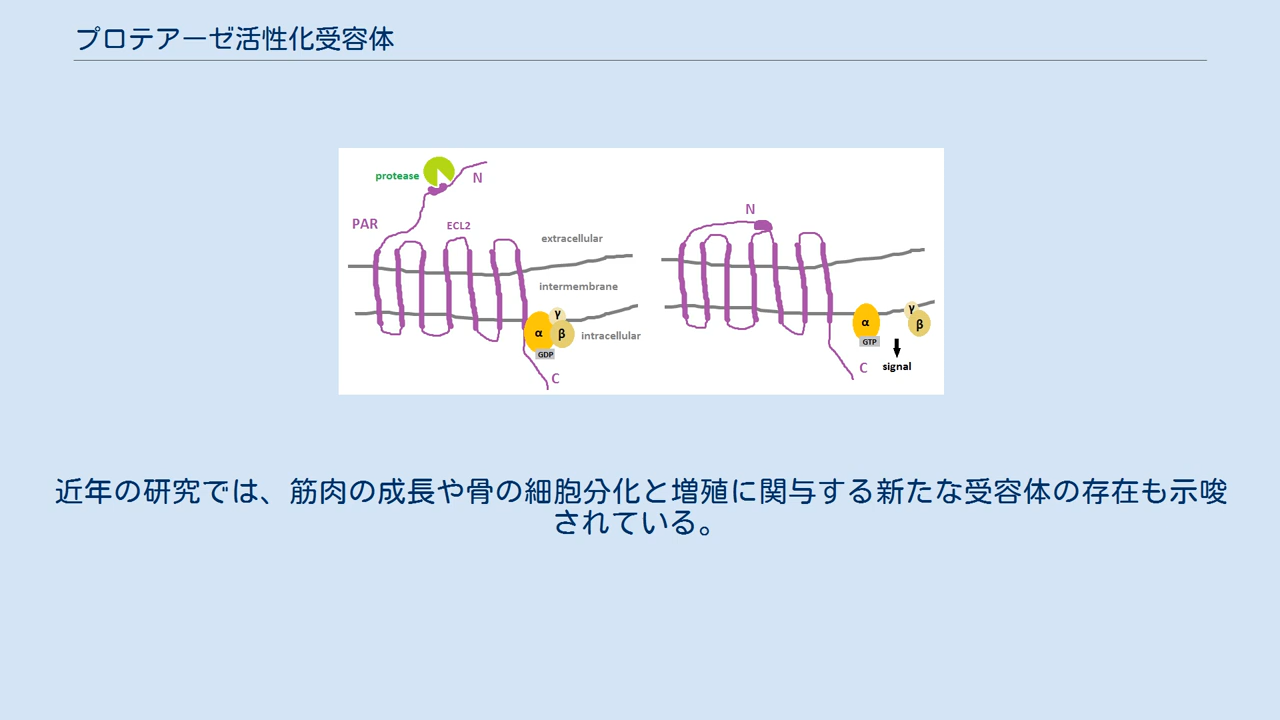 プロテアーゼ活性化受容体
protease
N
PAR
ECL2
extracellular
intermembrane
intracellular
α
γ
β
GDP
C
N
α
γ
β
GTP
C
signal
近年の研究では、筋肉の成長や骨の細胞分化と増殖に関与する新たな受容体の存在も示唆
されている。